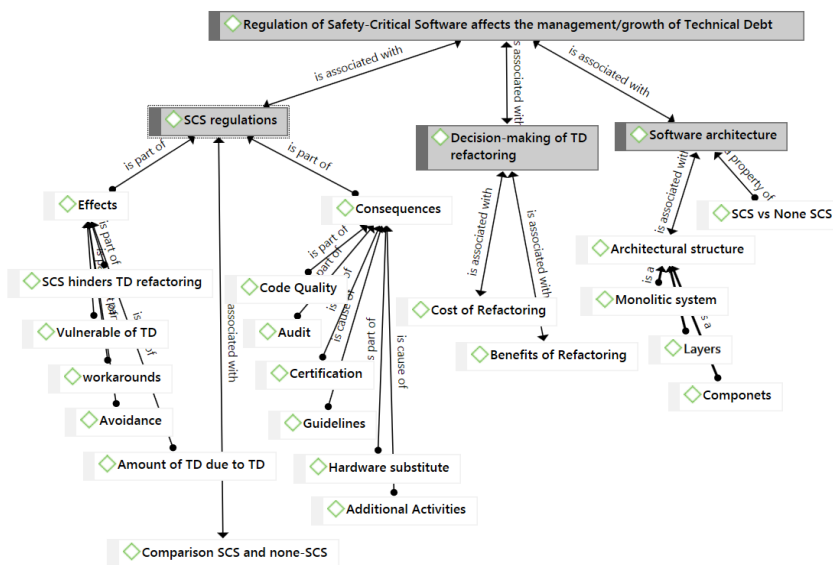 Regulation of Safety-Critical Software affects the management/growth of Technical Debt
is associated with
is associated with
is associated with
SCS regulations
Decision-making of TD
refactoring
Software architecture
is part of
is part of
is associated with
a property of
Effects
Consequences
SCS vs None SCS
is part of
is part of
is associated with
is associated with
Architectural structure
SCS hinders TD refactoring
Code Quality
part of
is a
Monolitic system
Cost of Refactoring
Vulnerable of TD
Audit
is cause of
is cause of
associated with
is a
Layers
Benefits of Refactoring
workarounds
Certification
s part of
Componets
Avoidance
Guidelines
Amount of TD due to TD
Hardware substitute
Additional Activities
Comparison SCS and none-SCS